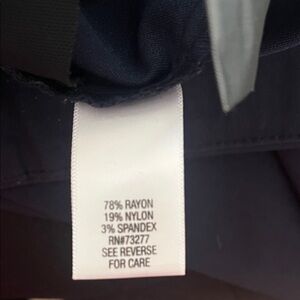 78% RAYON
19% NYLON
3% SPANDEX
RN#73277
SEE REVERSE
FOR CARE